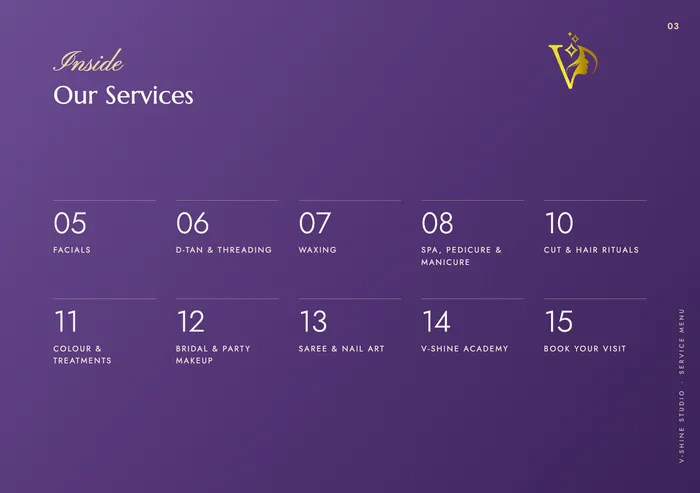 03
Inside
Our Services
05
FACIALS
06
D-TAN & THREADING
07
WAXING
08
SPA, PEDICURE &
MANICURE
10
CUT & HAIR RITUALS
11
COLOUR &
TREATMENTS
12
BRIDAL & PARTY
MAKEUP
13
SAREE & NAIL ART
14
V-SHINE ACADEMY
15
BOOK YOUR VISIT
V-SHINE STUDIO · SERVICE MENU